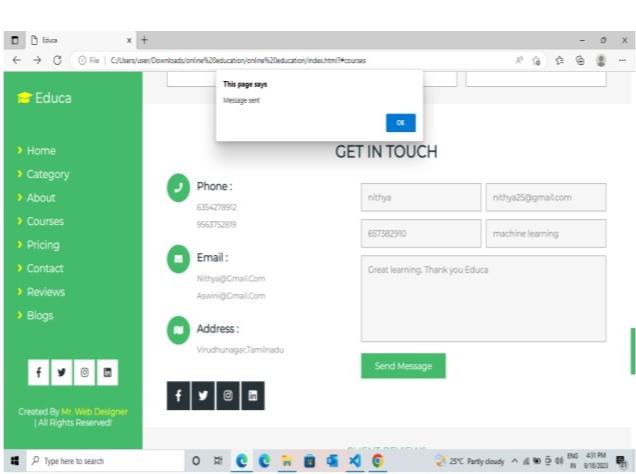 Educa
File
C:/Users/user/Downloads/online%20education/online%20education/index.html?#courses
This page says
Message sent
OK
Educa
Home
Category
About
Courses
Pricing
Contact
Reviews
Blogs
Created By Mr. Web Designer
| All Rights Reserved!
GET IN TOUCH
Phone :
6354278912
9563752819
Email :
Nithya@Gmail.Com
Aswini@Gmail.Com
Address :
Virudhunagar,Tamilnadu
nithya
nithya25@gmail.com
657382910
machine learning
Great learning. Thank you Educa
Send Message
Type here to search
25°C Partly cloudy
ENG
IN
4:31 PM
9/18/2023